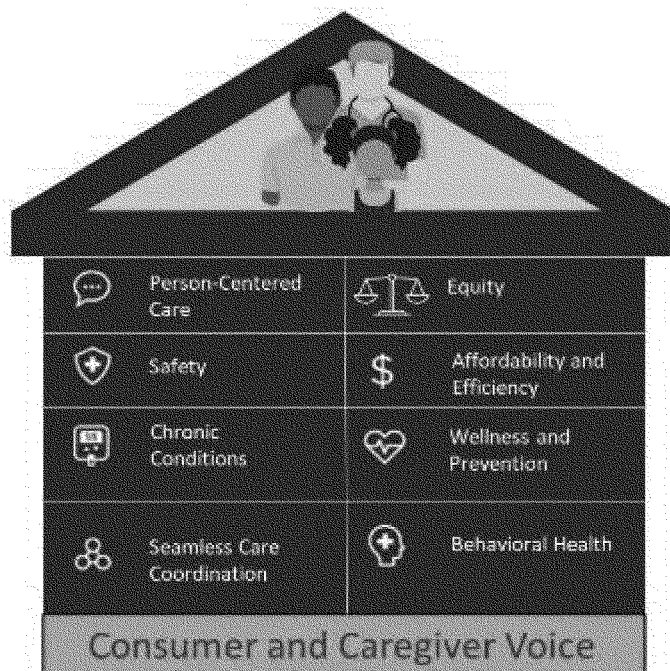 Person-Centered
Care
Equity
Safety
$
Affordability and
Efficiency
Chronic
Conditions
Wellness and
Prevention
Seamless Care
Coordination
Behavioral Health
Consumer and Caregiver Voice